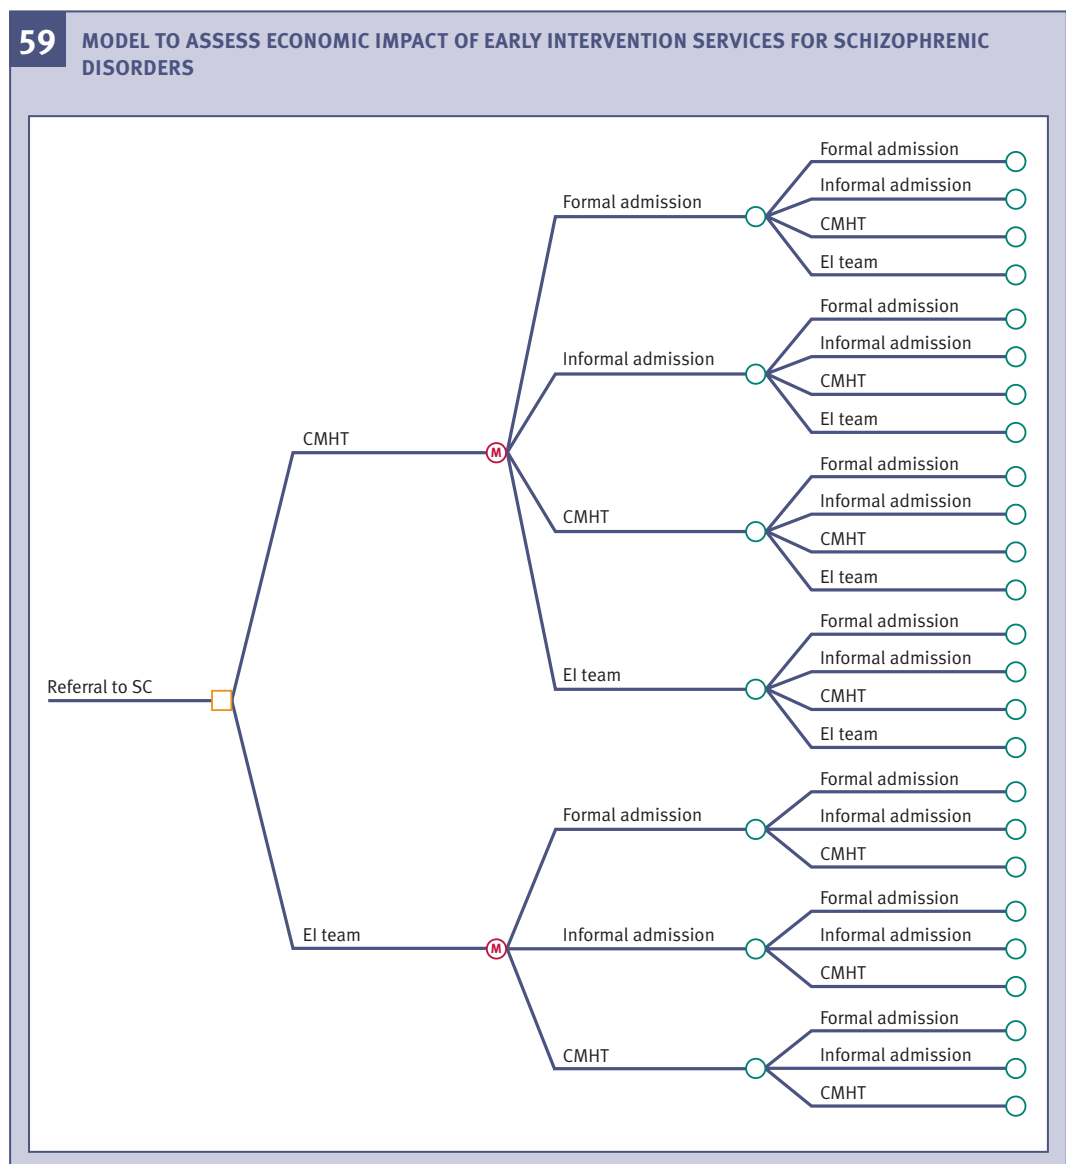 59
MODEL TO ASSESS ECONOMIC IMPACT OF EARLY INTERVENTION SERVICES FOR SCHIZOPHRENIC
DISORDERS
Referral to SC
CMHT
M
Formal admission
Formal admission
Informal admission
CMHT
EI team
Informal admission
Formal admission
Informal admission
CMHT
EI team
CMHT
Formal admission
Informal admission
CMHT
EI team
EI team
Formal admission
Informal admission
CMHT
EI team
EI team
M
Formal admission
Formal admission
Informal admission
CMHT
Informal admission
Formal admission
Informal admission
CMHT
CMHT
Formal admission
Informal admission
CMHT